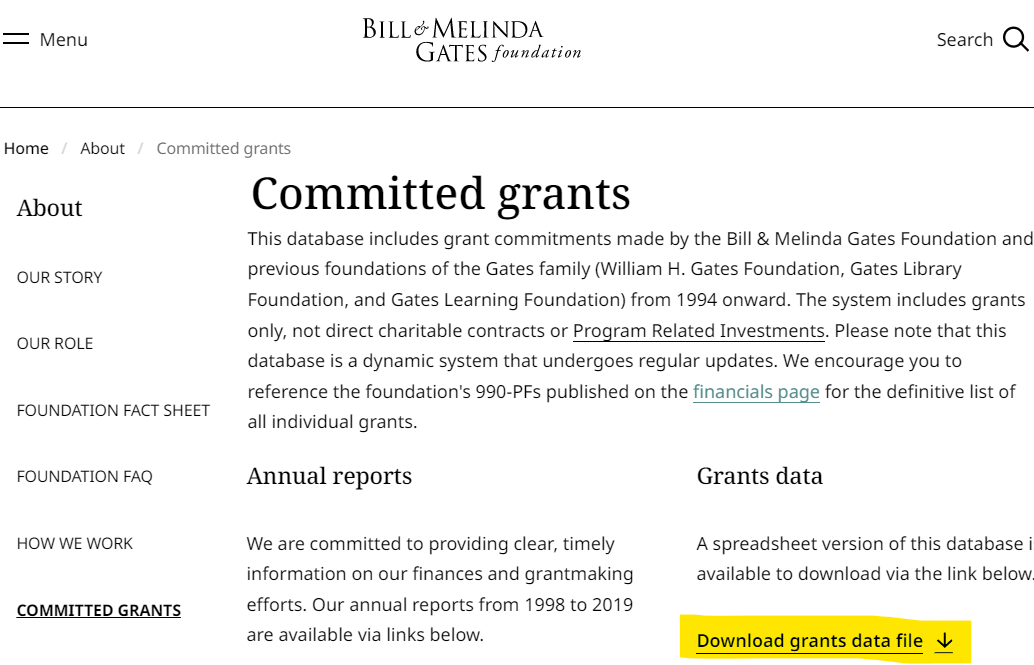 Menu
BILL & MELINDA
GATES foundation
Search
Home / About / Committed grants
About
OUR STORY
OUR ROLE
FOUNDATION FACT SHEET
FOUNDATION FAQ
HOW WE WORK
COMMITTED GRANTS
Committed grants
This database includes grant commitments made by the Bill & Melinda Gates Foundation and
previous foundations of the Gates family (William H. Gates Foundation, Gates Library
Foundation, and Gates Learning Foundation) from 1994 onward. The system includes grants
only, not direct charitable contracts or Program Related Investments. Please note that this
database is a dynamic system that undergoes regular updates. We encourage you to
reference the foundation's 990-PFs published on the financials page for the definitive list of
all individual grants.
Annual reports
We are committed to providing clear, timely
information on our finances and grantmaking
efforts. Our annual reports from 1998 to 2019
are available via links below.
Grants data
A spreadsheet version of this database i
available to download via the link below.
Download grants data file